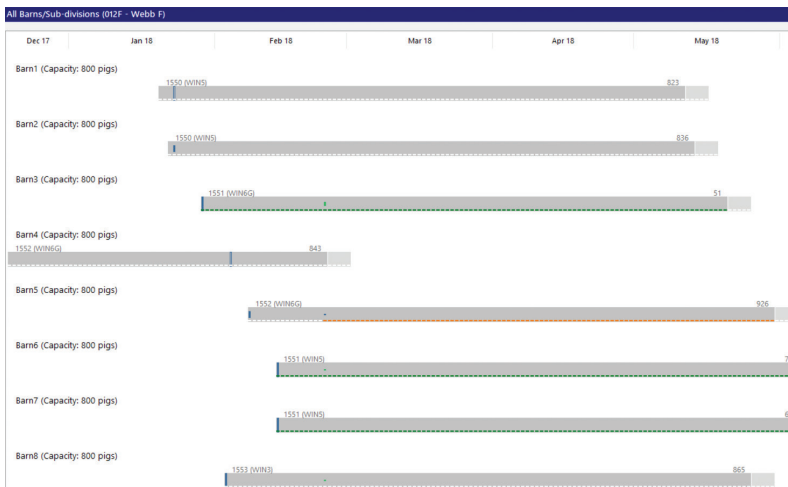 All Barns/Sub-divisions (012F - Webb F)
Dec 17 Jan 18 Feb 18 Mar 18 Apr 18 May 18
Barn1 (Capacity: 800 pigs)
1550 (WIN5) 823
Barn2 (Capacity: 800 pigs)
1550 (WIN5) 836
Barn3 (Capacity: 800 pigs)
1551 (WIN6G) 51
Barn4 (Capacity: 800 pigs)
1552 (WIN6G) 843
Barn5 (Capacity: 800 pigs)
1552 (WIN6G) 926
Barn6 (Capacity: 800 pigs)
1551 (WIN5)
Barn7 (Capacity: 800 pigs)
1551 (WIN5)
Barn8 (Capacity: 800 pigs)
1553 (WIN3) 865